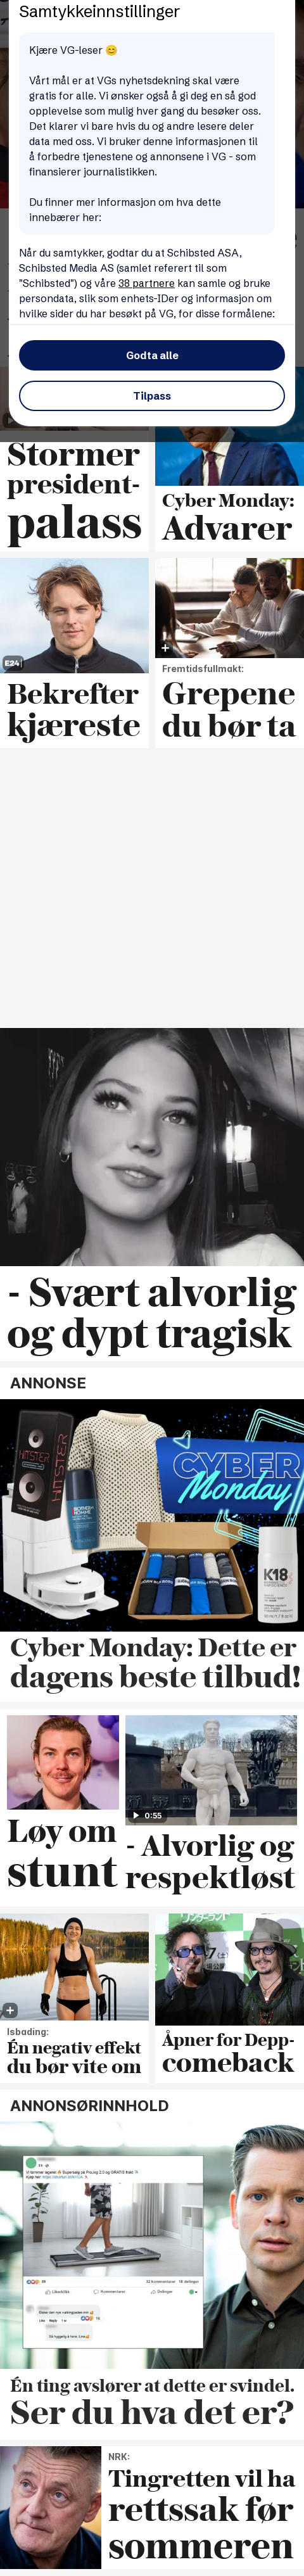 Samtykkeinnstillinger
Kjære VG-leser 😊
Vårt mål er at VGs nyhetsdekning skal være
gratis for alle. Vi ønsker også å gi deg en så god
opplevelse som mulig hver gang du besøker oss.
Det klarer vi bare hvis du og andre lesere deler
data med oss. Vi bruker denne informasjonen til
å forbedre tjenestene og annonsene i VG - som
finansierer journalistikken.
Du finner mer informasjon om hva dette
innebærer her:
Når du samtykker, godtar du at Schibsted ASA,
Schibsted Media AS (samlet referert til som
"Schibsted") og våre 38 partnere kan samle og bruke
persondata, slik som enhets-IDer og informasjon om
hvilke sider du har besøkt på VG, for disse formålene:
Godta alle
Tilpass
Stormer
president-
palass
Cyber Monday:
Advarer
E24
Bekrefter
kjæreste
Fremtidsfullmakt:
Grepene
du bør ta
- Svært alvorlig
og dypt tragisk
ANNONSE
HITSTER
HITSTER
CYBER
Monday
K18
Cyber Monday: Dette er
dagens beste tilbud!
Løy om
stunt
0:55
- Alvorlig og
respektløst
Isbading:
Én negativ effekt
du bør vite om
Åpner for Depp-
comeback
ANNONSØRINNHOLD
Én ting avslører at dette er svindel.
Ser du hva det er?
NRK:
Tingretten vil ha
rettssak før
sommeren